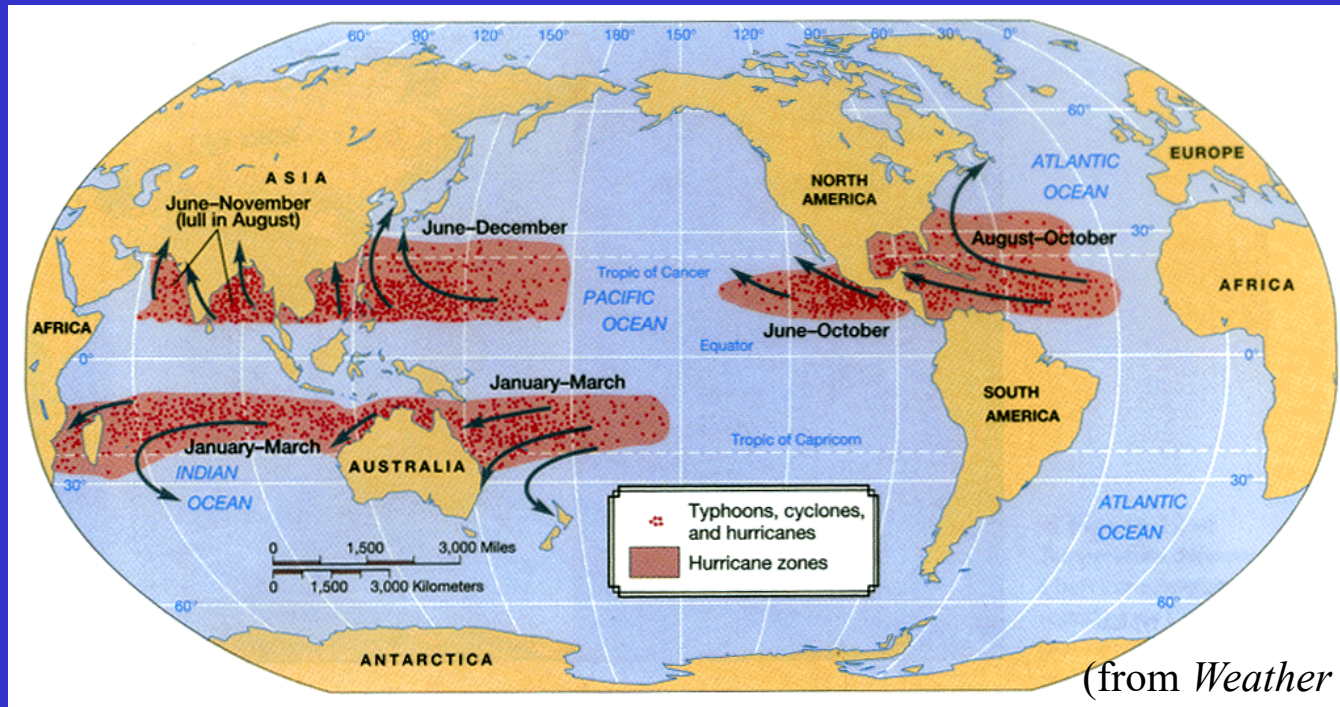 60° 90° 120° 150° 180° 150° 120° 90° 60° 30° 0°
60°
ATLANTIC
OCEAN
EUROPE
ASIA
NORTH
AMERICA
June–November
(lull in August)
June–December
August–October
30°
Tropic of Cancer
PACIFIC
OCEAN
AFRICA
AFRICA
June–October
Equator
0°
0°
January–March
SOUTH
AMERICA
January–March
Tropic of Capricorn
AUSTRALIA
INDIAN
OCEAN
30°
30°
ATLANTIC
OCEAN
Typhoons, cyclones,
and hurricanes
Hurricane zones
0 1,500 3,000 Miles
0 1,500 3,000 Kilometers
60°
60°
ANTARCTICA
(from Weather